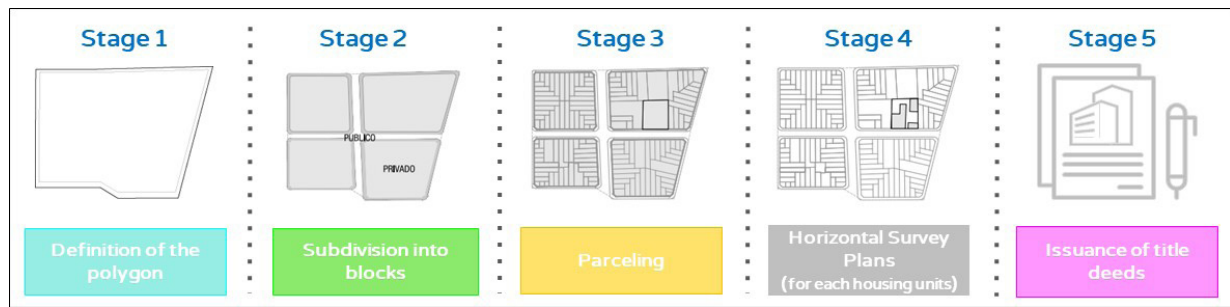 Stage 1
Stage 2
Stage 3
Stage 4
Stage 5
PÚBLICO
PRIVADO
Definition of the
polygon
Subdivision into
blocks
Parceling
Horizontal Survey
Plans
(for each housing units)
Issuance of title
deeds